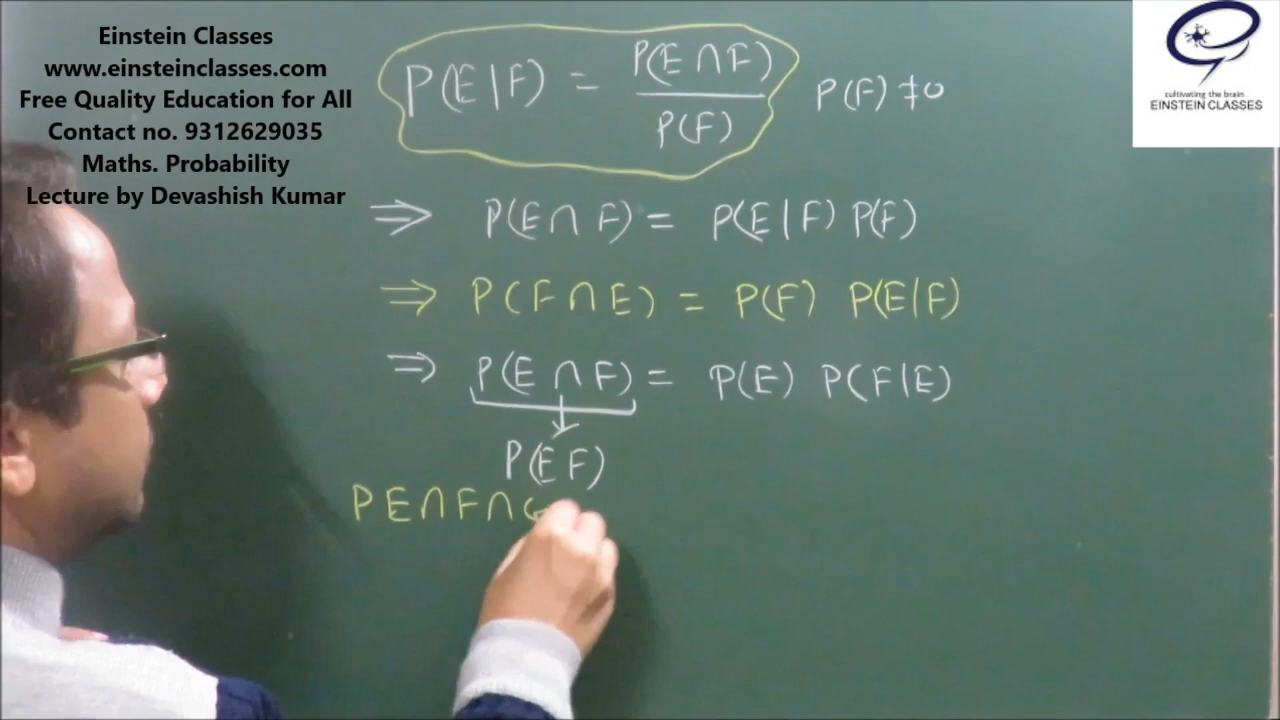 Einstein Classes
www.einsteinclasses.com
Free Quality Education for All
Contact no. 9312629035
Maths. Probability
Lecture by Devashish Kumar
cultivating the brain
EINSTEIN CLASSES
P(E|F) = P(E∩F) / P(F) P(F) ≠ 0
⇒ P(E∩F) = P(E|F) P(F)
⇒ P(F∩E) = P(F) P(E|F)
⇒ P(E∩F) = P(E) P(F|E)
P(EF)
P E∩F∩